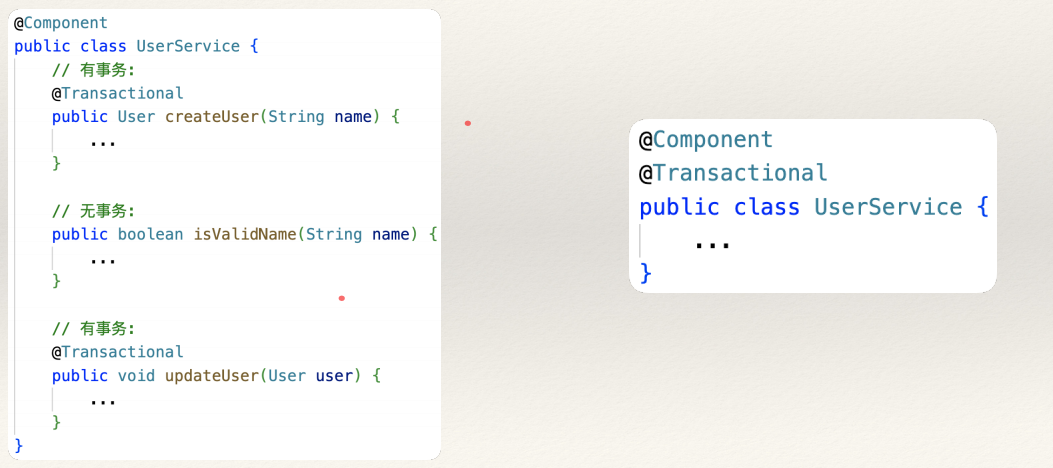 @Component
public class UserService {
    // 有事务:
    @Transactional
    public User createUser(String name) {
        ...
    }

    // 无事务:
    public boolean isValidName(String name) {
        ...
    }

    // 有事务:
    @Transactional
    public void updateUser(User user) {
        ...
    }
}
@Component
@Transactional
public class UserService {
    ...
}